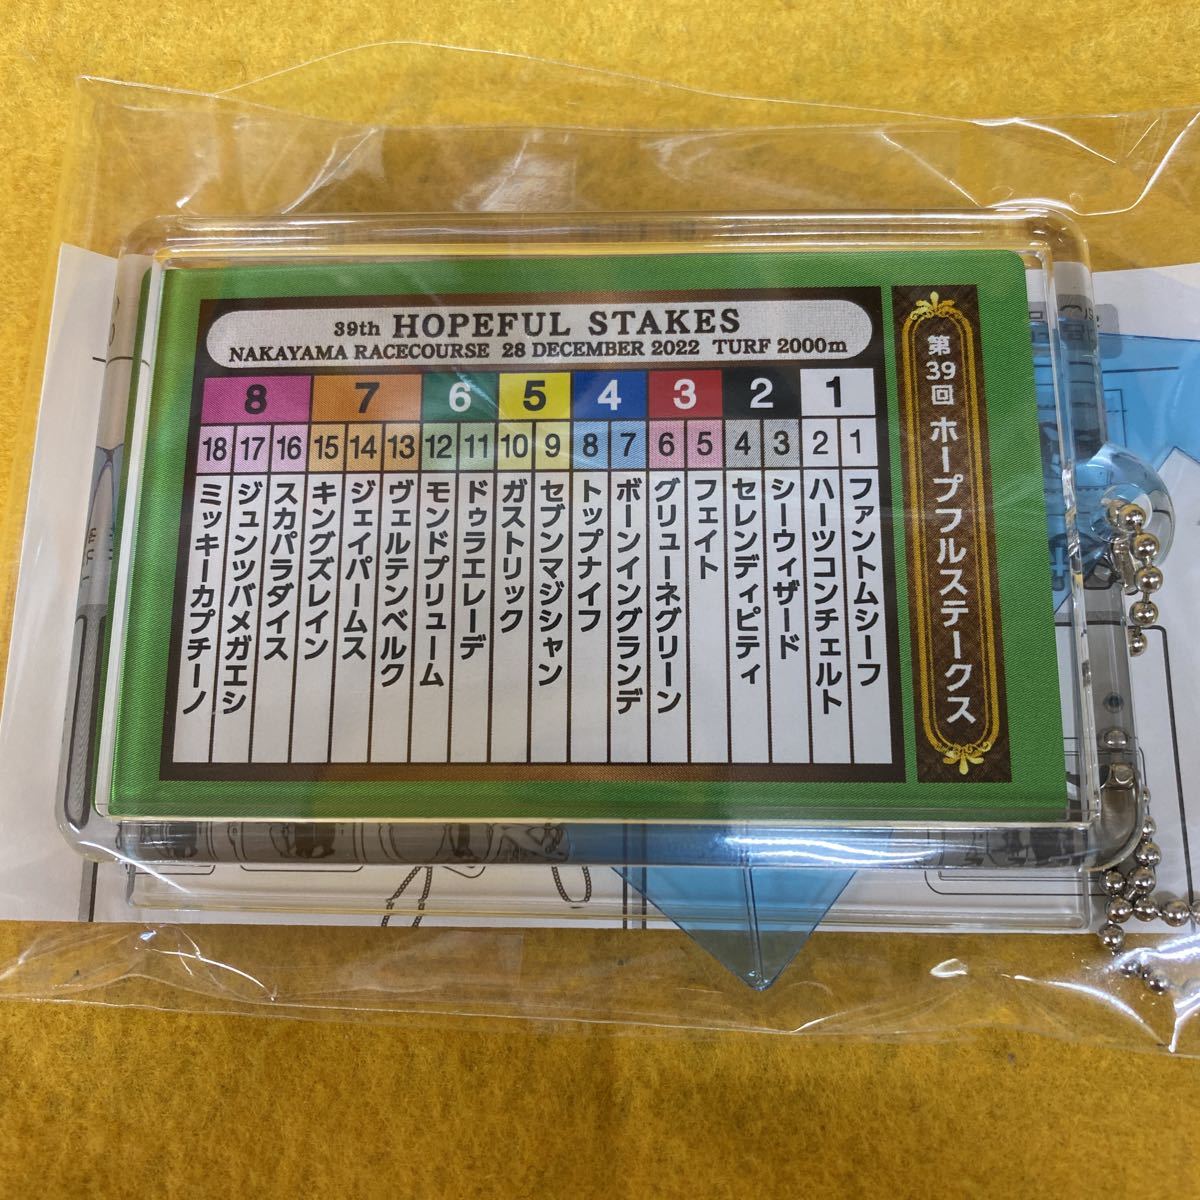 39th HOPEFUL STAKES
NAKAYAMA RACECOURSE 28 DECEMBER 2022 TURF 2000m
第39回 ホープフルステークス
8 7 6 5 4 3 2 1
18 17 16 15 14 13 12 11 10 9 8 7 6 5 4 3 2 1
ファントムシーフ
ハーツコンチェルト
シーウィザード
セレンディピティ
フェイト
グリューネグリーン
ボーンイングランデ
トップナイフ
セブンマジシャン
ガストリック
ドゥラエレーデ
モンドプリューム
ヴェルテンベルク
ジェイパームス
キングズレイン
スカパラダイス
ジュンツバメガエシ
ミッキーカプチーノ